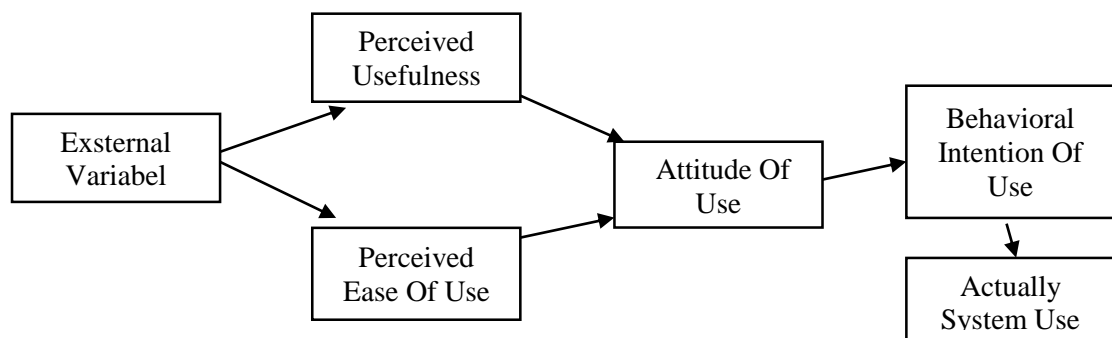 Perceived
Usefulness
Exsternal
Variabel
Attitude Of
Use
Behavioral
Intention Of
Use
Perceived
Ease Of Use
Actually
System Use